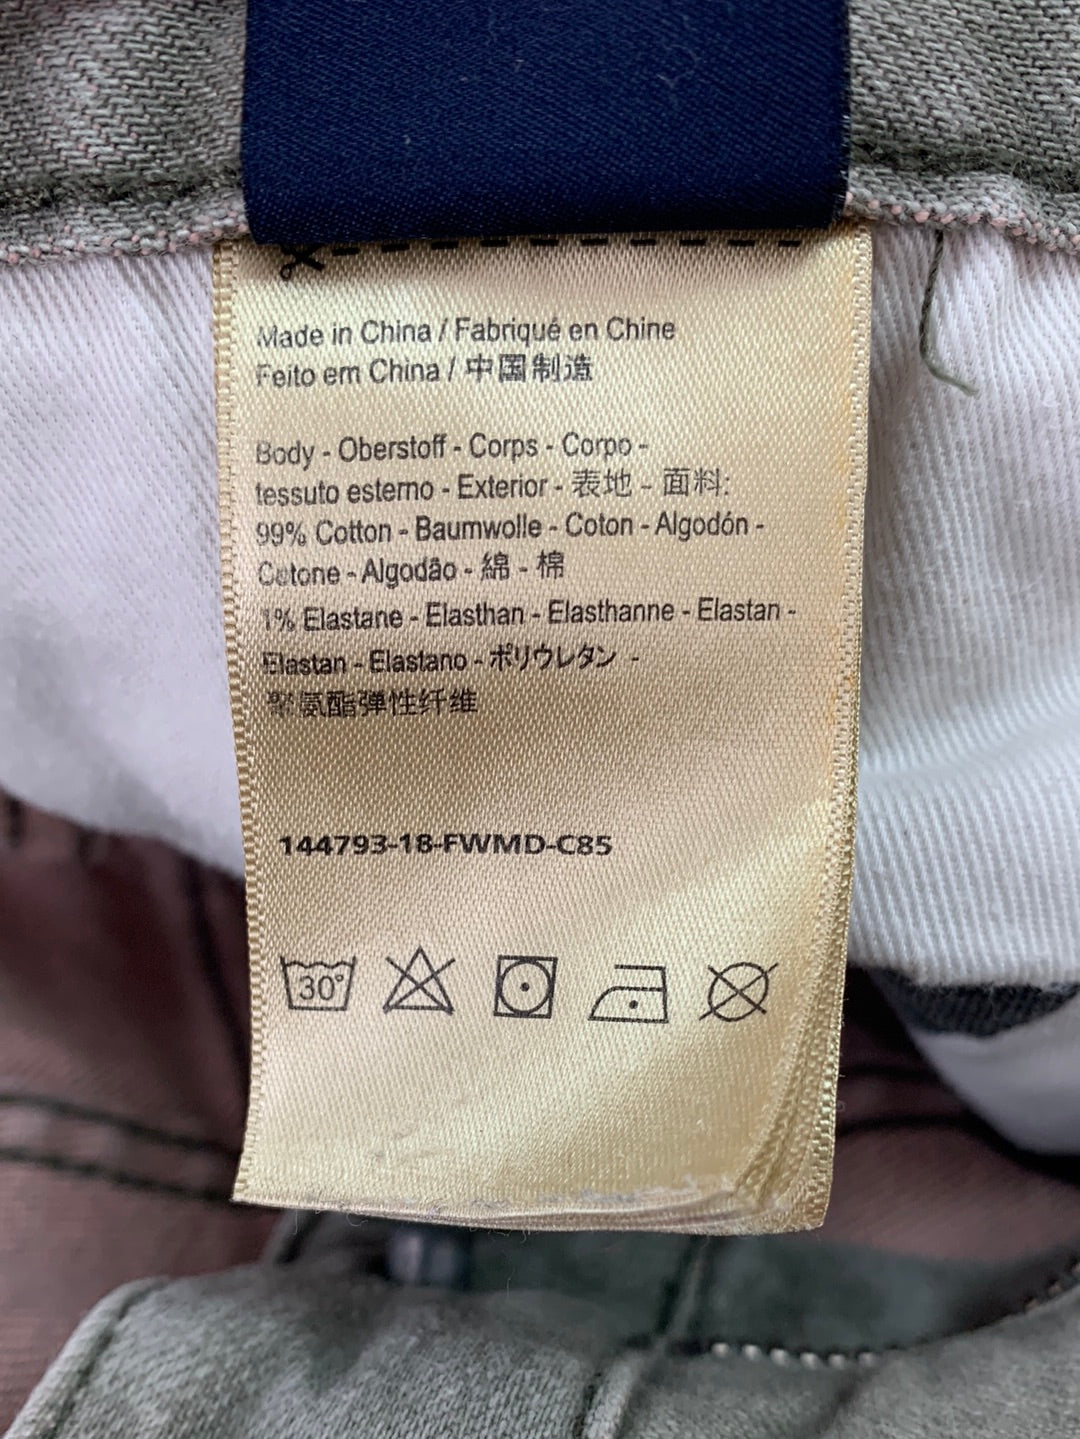 Made in China / Fabriqué en Chine
Feito em China / 中国制造
Body - Oberstoff - Corps - Corpo -
tessuto esterno - Exterior - 表地 - 面料:
99% Cotton - Baumwolle - Coton - Algodón -
Cotone - Algodão - 綿 - 棉
1% Elastane - Elasthan - Elasthanne - Elastan -
Elastan - Elastano - ポリウレタン -
聚氨酯弹性纤维
144793-18-FWMD-C85
30°